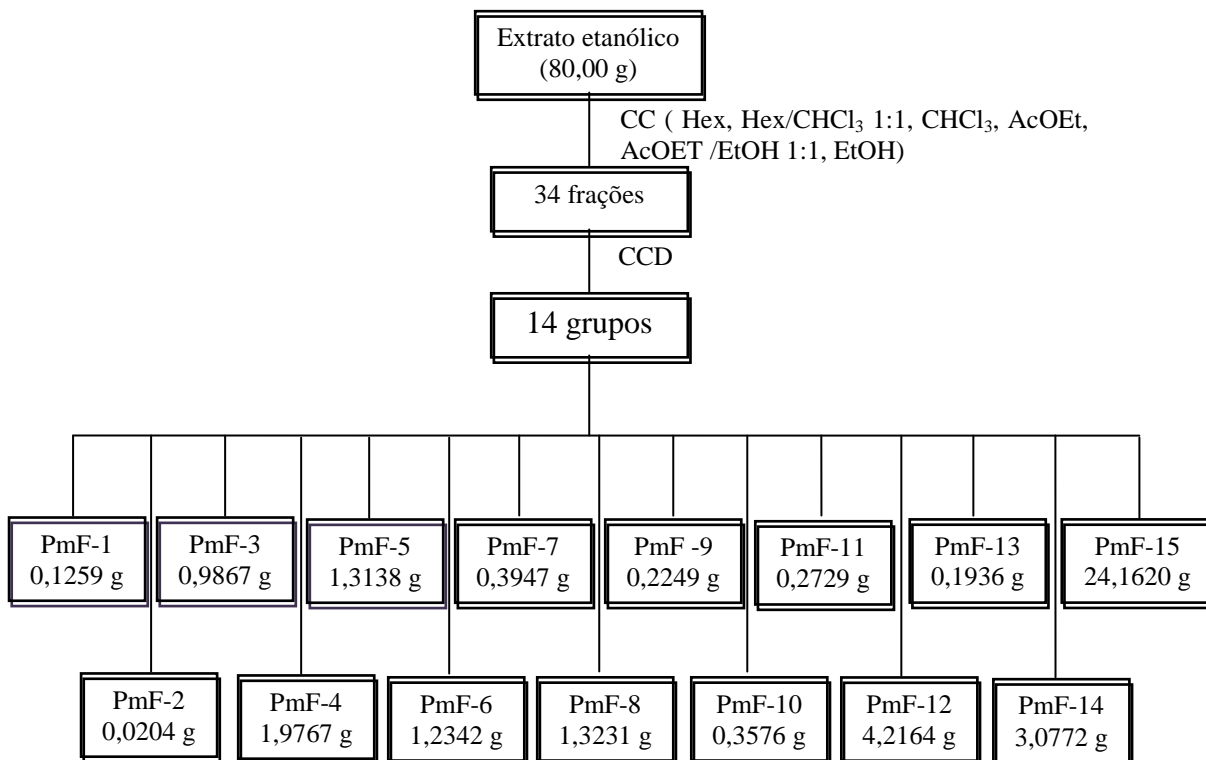 Extrato etanólico
(80,00 g)
CC ( Hex, Hex/CHCl₃ 1:1, CHCl₃, AcOEt,
AcOET /EtOH 1:1, EtOH)
34 frações
CCD
14 grupos
PmF-1
0,1259 g
PmF-3
0,9867 g
PmF-5
1,3138 g
PmF-7
0,3947 g
PmF -9
0,2249 g
PmF-11
0,2729 g
PmF-13
0,1936 g
PmF-15
24,1620 g
PmF-2
0,0204 g
PmF-4
1,9767 g
PmF-6
1,2342 g
PmF-8
1,3231 g
PmF-10
0,3576 g
PmF-12
4,2164 g
PmF-14
3,0772 g